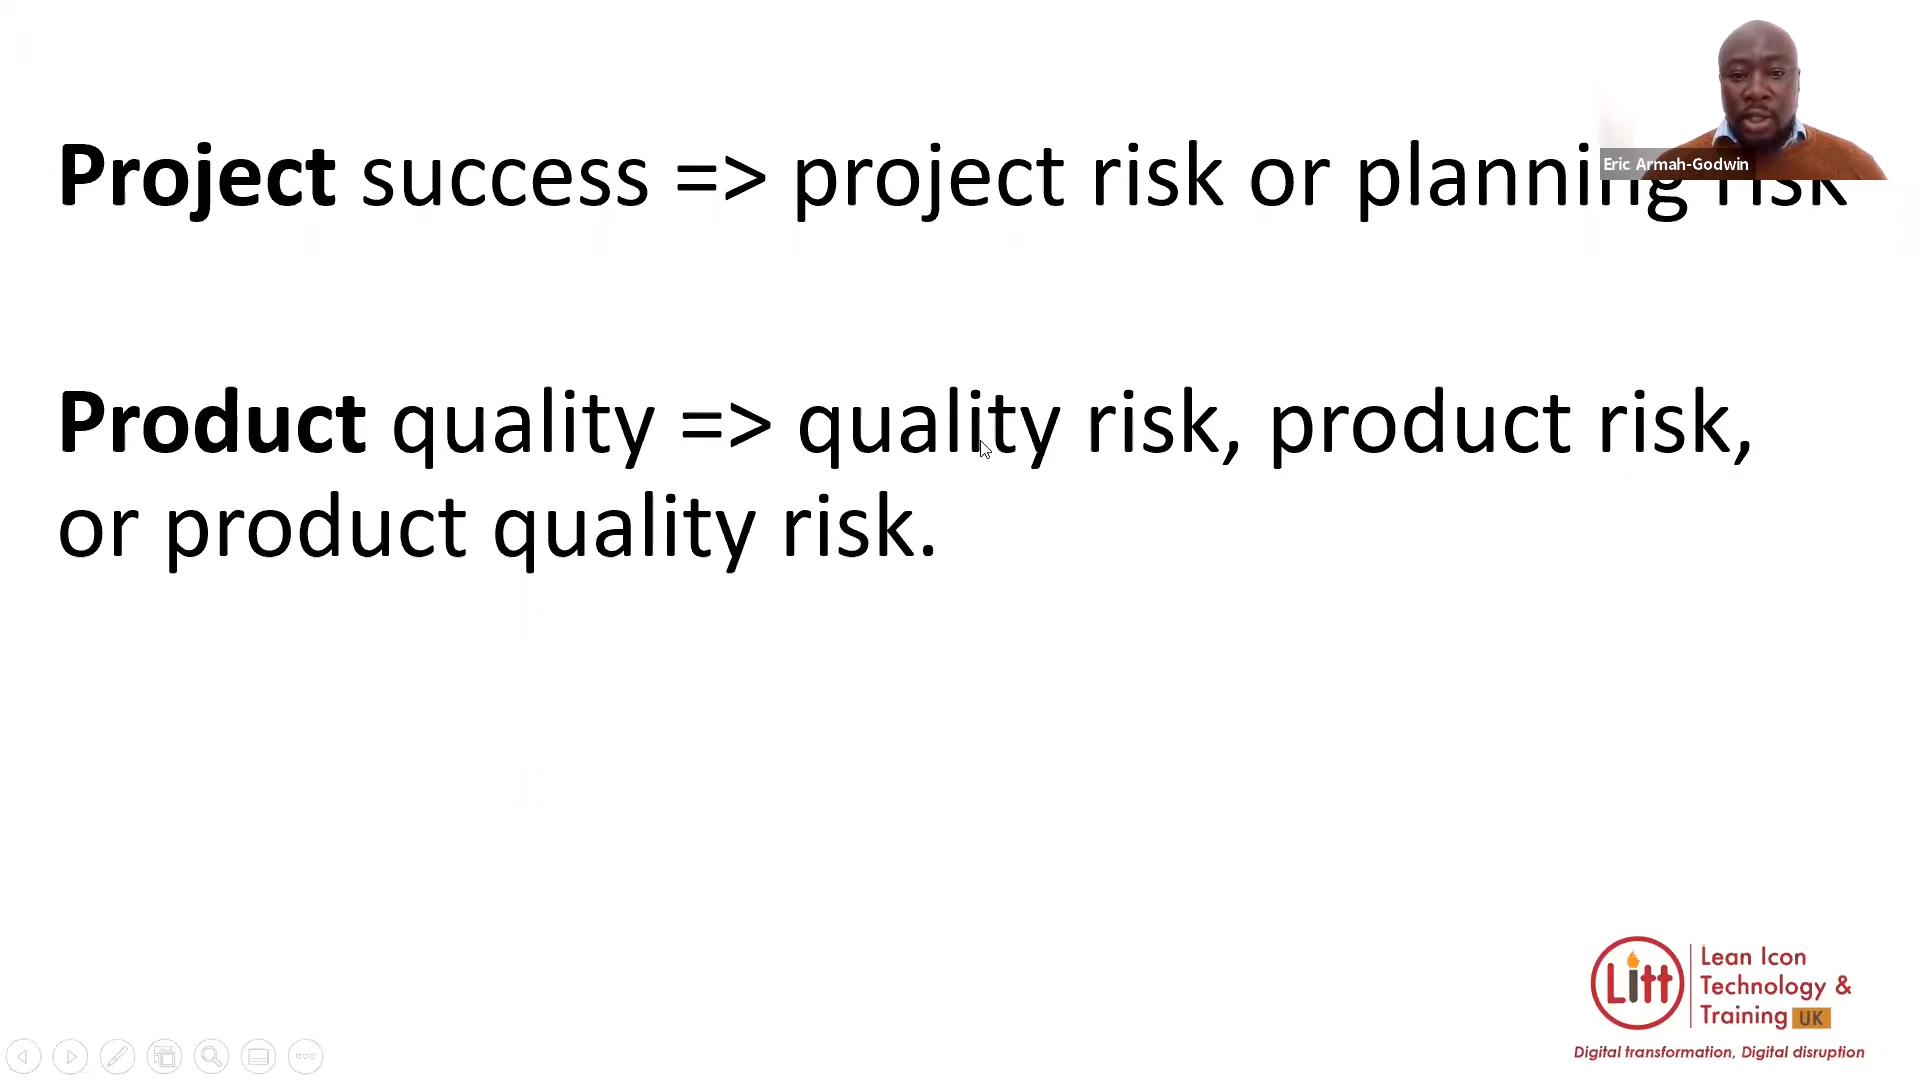 Project success => project risk or planning risk
Eric Armah-Godwin
Product quality => quality risk, product risk,
or product quality risk.
Litt
Lean Icon
Technology &
Training UK
Digital transformation, Digital disruption